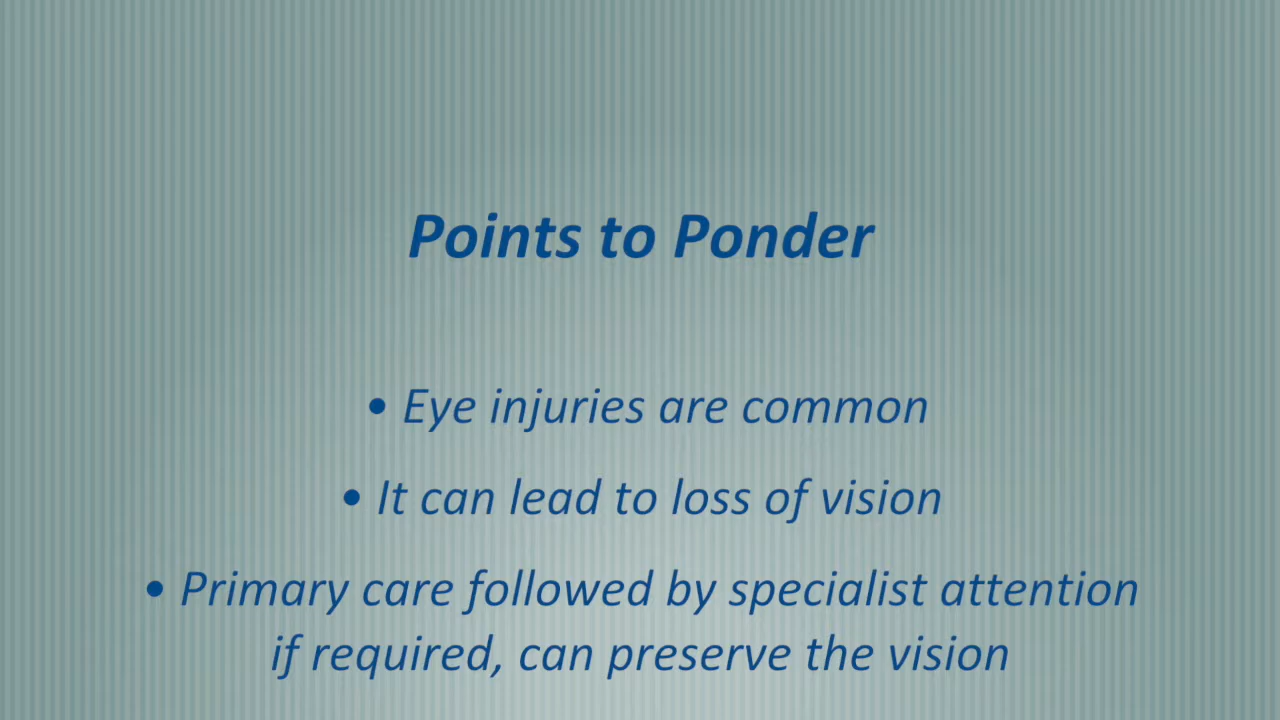 Points to Ponder
• Eye injuries are common
• It can lead to loss of vision
• Primary care followed by specialist attention
if required, can preserve the vision